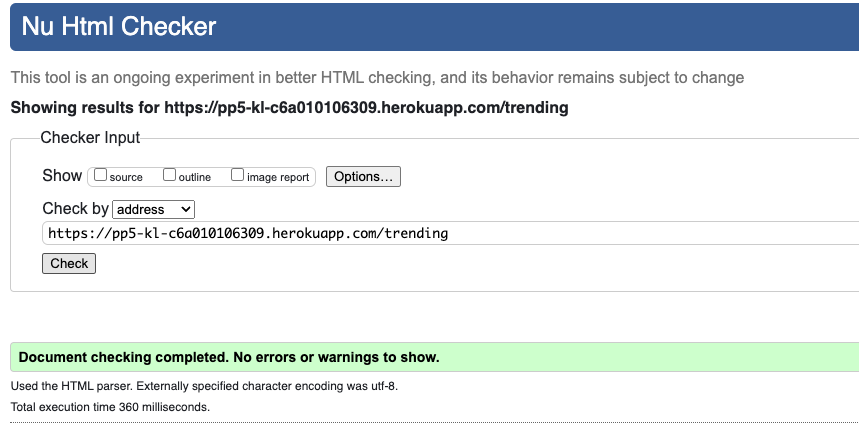 Nu Html Checker
This tool is an ongoing experiment in better HTML checking, and its behavior remains subject to change
Showing results for https://pp5-kl-c6a010106309.herokuapp.com/trending
Checker Input
Show source outline image report Options...
Check by address
https://pp5-kl-c6a010106309.herokuapp.com/trending
Check
Document checking completed. No errors or warnings to show.
Used the HTML parser. Externally specified character encoding was utf-8.
Total execution time 360 milliseconds.